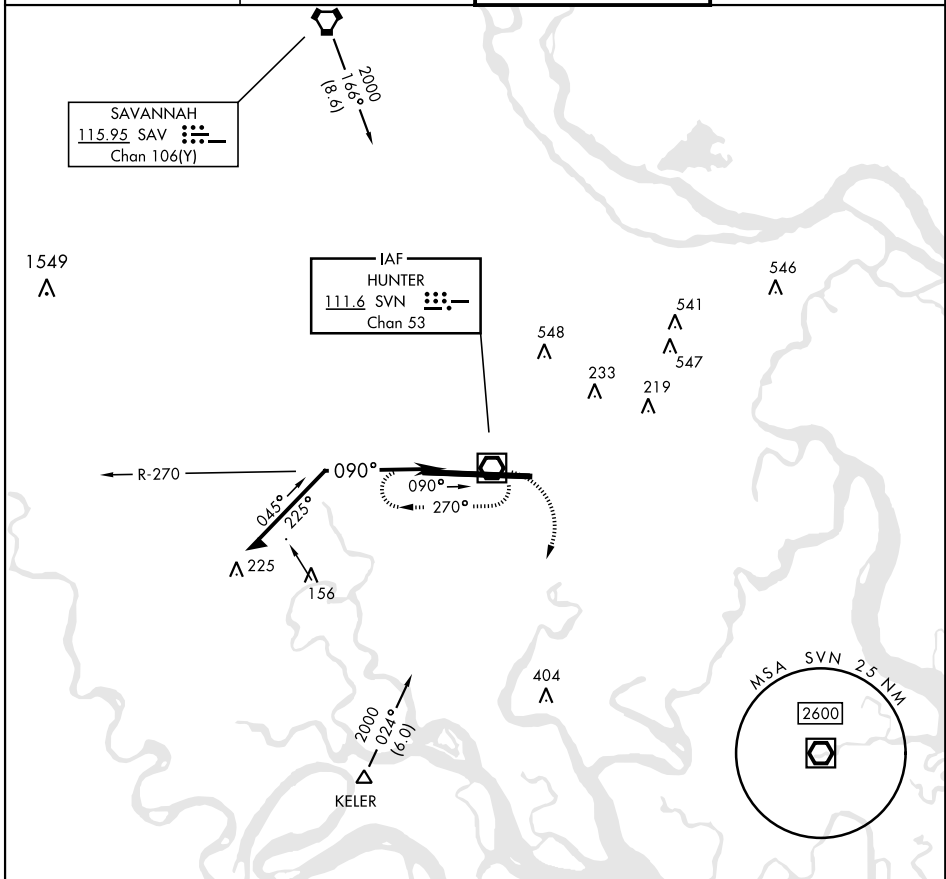 2000
166°
(8.6)
SAVANNAH
115.95 SAV
Chan 106(Y)
1549
IAF
HUNTER
111.6 SVN
Chan 53
546
541
548
547
233
219
R-270
090°
090°
270°
045°
225°
225
156
404
MSA SVN 25 NM
2600
2000
024°
(6.0)
KELER